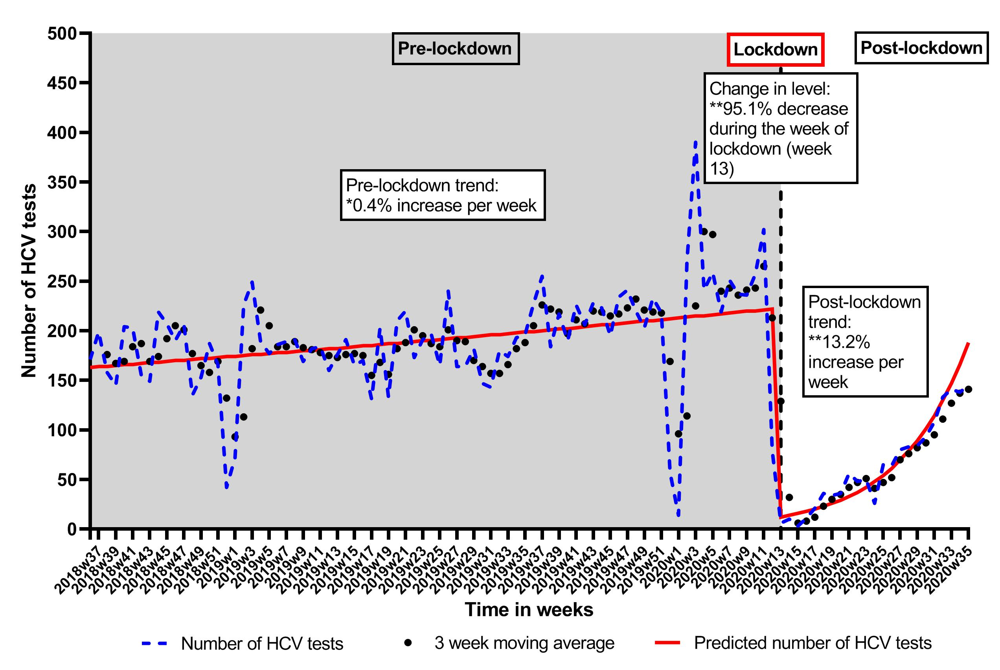 500
450
400
350
300
250
200
150
100
50
0
Number of HCV tests
Pre-lockdown
Lockdown
Post-lockdown
Change in level:
**95.1% decrease
during the week of
lockdown (week
13)
Pre-lockdown trend:
*0.4% increase per week
Post-lockdown
trend:
**13.2%
increase per
week
2018w37
2018w39
2018w41
2018w43
2018w45
2018w47
2018w49
2018w51
2019w1
2019w3
2019w5
2019w7
2019w9
2019w11
2019w13
2019w15
2019w17
2019w19
2019w21
2019w23
2019w25
2019w27
2019w29
2019w31
2019w33
2019w35
2019w37
2019w39
2019w41
2019w43
2019w45
2019w47
2019w49
2019w51
2020w1
2020w3
2020w5
2020w7
2020w9
2020w11
2020w13
2020w15
2020w17
2020w19
2020w21
2020w23
2020w25
2020w27
2020w29
2020w31
2020w33
2020w35
Time in weeks
Number of HCV tests
3 week moving average
Predicted number of HCV tests